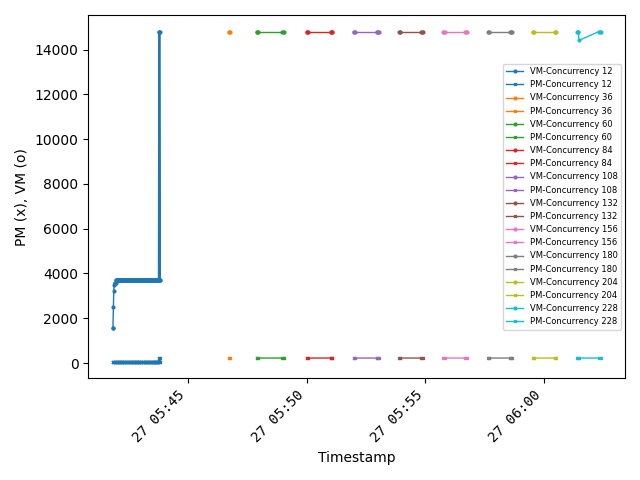 14000
12000
10000
8000
6000
4000
2000
0
PM (x), VM (o)
VM-Concurrency 12
PM-Concurrency 12
VM-Concurrency 36
PM-Concurrency 36
VM-Concurrency 60
PM-Concurrency 60
VM-Concurrency 84
PM-Concurrency 84
VM-Concurrency 108
PM-Concurrency 108
VM-Concurrency 132
PM-Concurrency 132
VM-Concurrency 156
PM-Concurrency 156
VM-Concurrency 180
PM-Concurrency 180
VM-Concurrency 204
PM-Concurrency 204
VM-Concurrency 228
PM-Concurrency 228
27 05:45
27 05:50
27 05:55
27 06:00
Timestamp